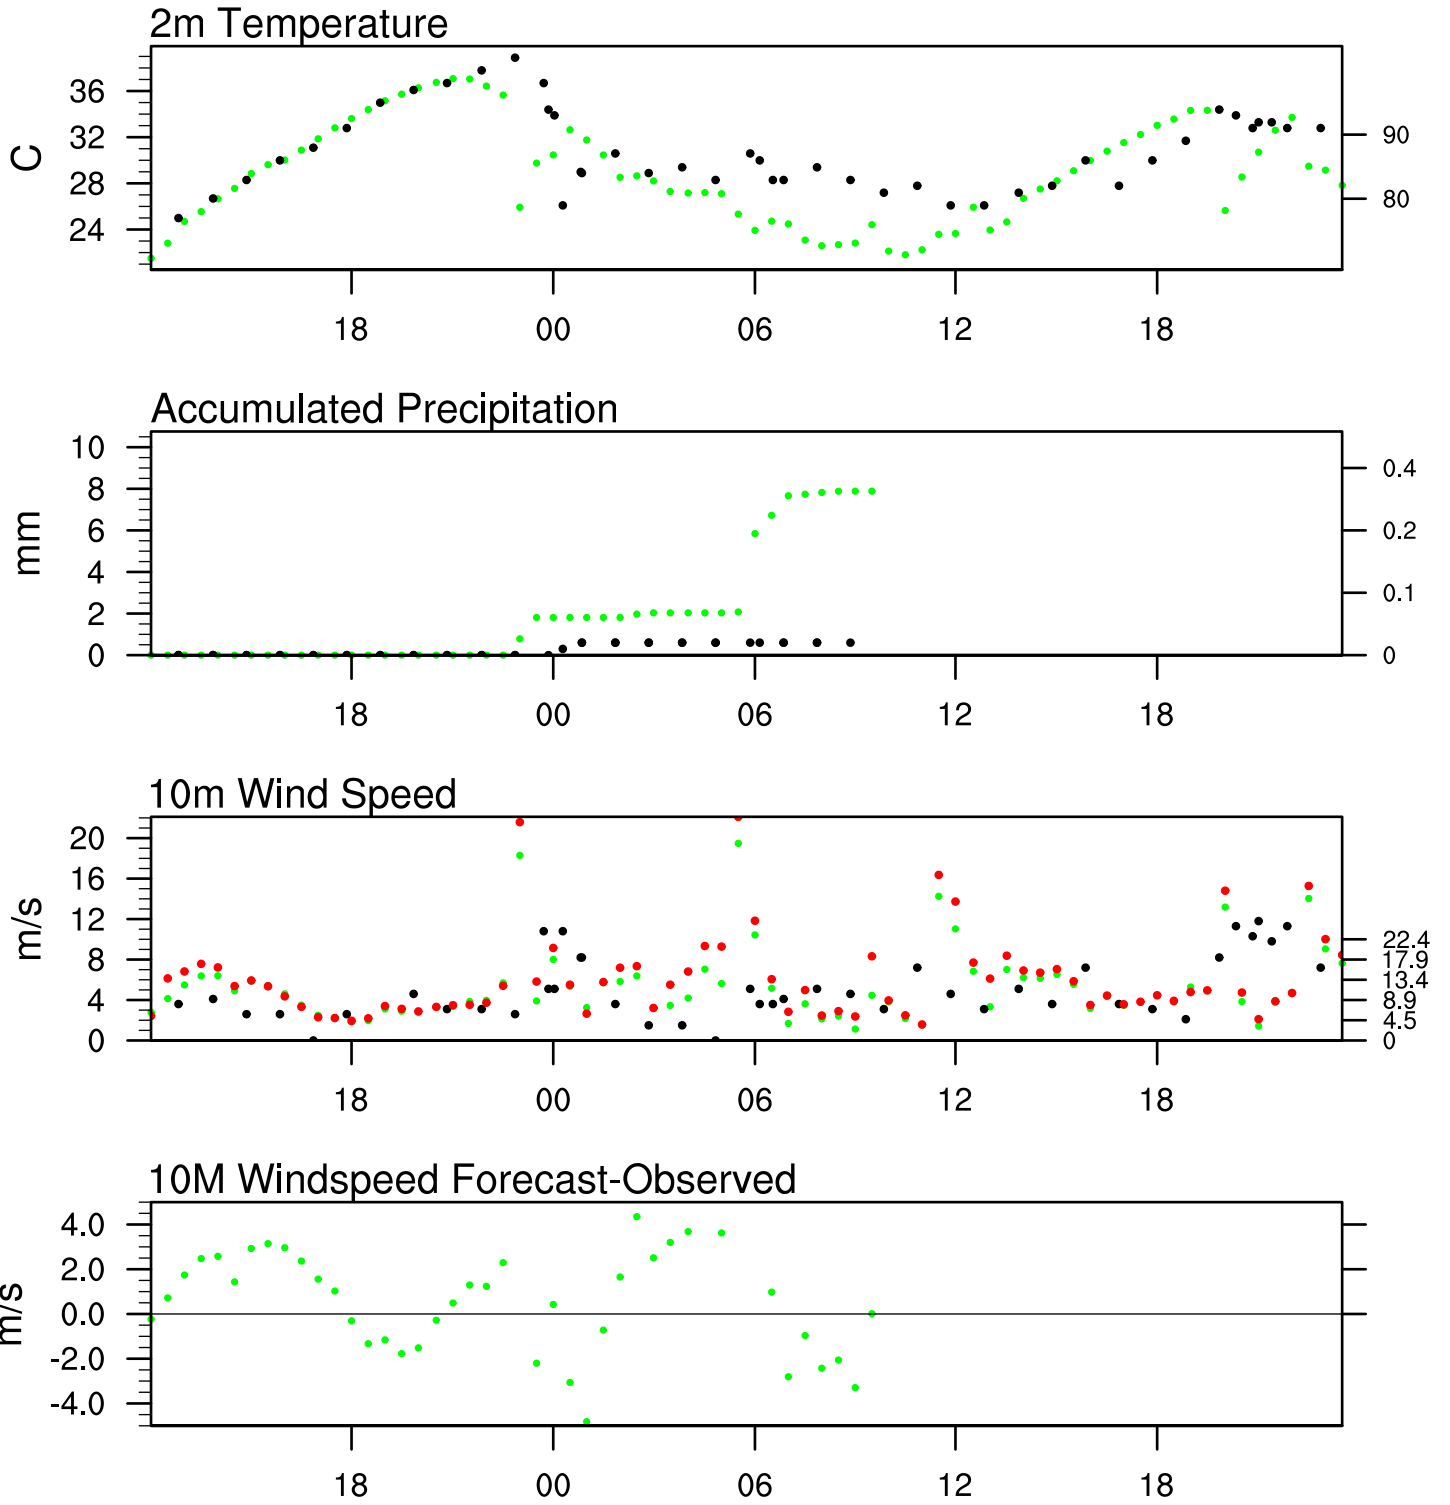 2m Temperature
C
36
32
28
24
90
80
18 00 06 12 18
Accumulated Precipitation
mm
10
8
6
4
2
0
0.4
0.2
0.1
0
18 00 06 12 18
10m Wind Speed
m/s
20
16
12
8
4
0
22.4
17.9
13.4
8.9
4.5
0
18 00 06 12 18
10M Windspeed Forecast-Observed
m/s
4.0
2.0
0.0
-2.0
-4.0
18 00 06 12 18